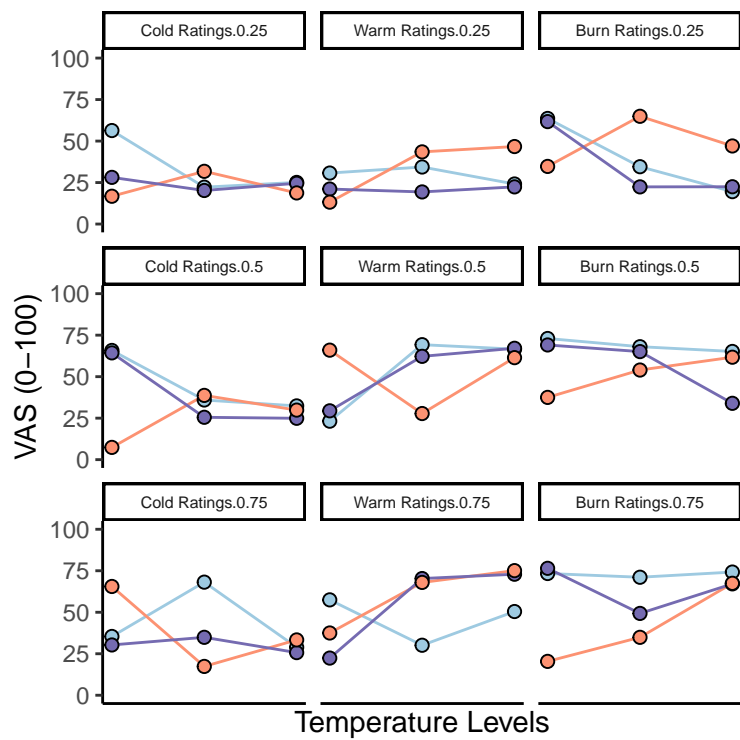 Cold Ratings.0.25
Warm Ratings.0.25
Burn Ratings.0.25
100
75
50
25
0
Cold Ratings.0.5
Warm Ratings.0.5
Burn Ratings.0.5
100
75
50
25
0
Cold Ratings.0.75
Warm Ratings.0.75
Burn Ratings.0.75
100
75
50
25
0
VAS (0−100)
Temperature Levels